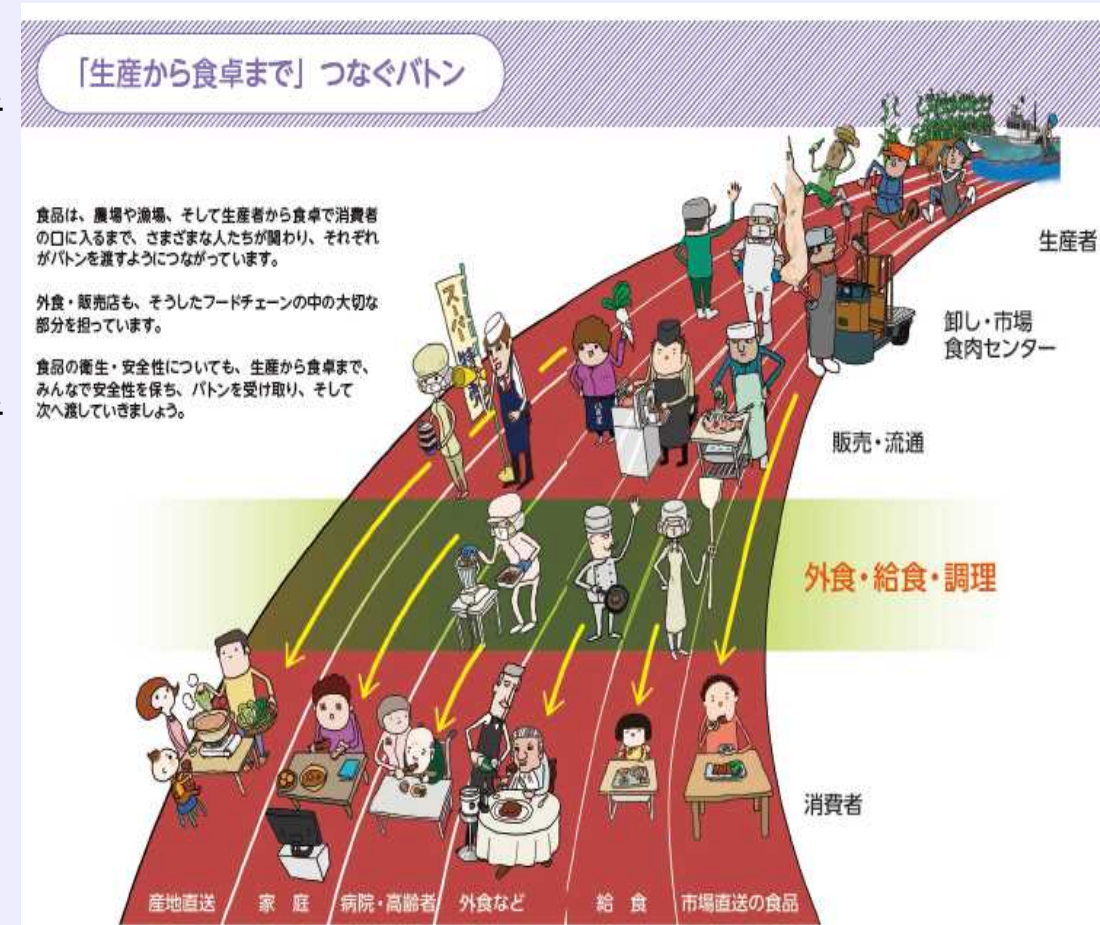 「生産から食卓まで」つなぐバトン
食品は、農場や漁場、そして生産者から食卓で消費者
の口に入るまで、さまざまな人たちが関わり、それぞれ
がバトンを渡すようにつながっています。
外食・販売店も、そうしたフードチェーンの中の大切な
部分を担っています。
食品の衛生・安全性についても、生産から食卓まで、
みんなで安全性を保ち、バトンを受け取り、そして
次へ渡していきましょう。
生産者
卸し・市場
食肉センター
スーパー
販売・流通
外食・給食・調理
消費者
産地直送
家 庭
病院・高齢者
外食など
給 食
市場直送の食品